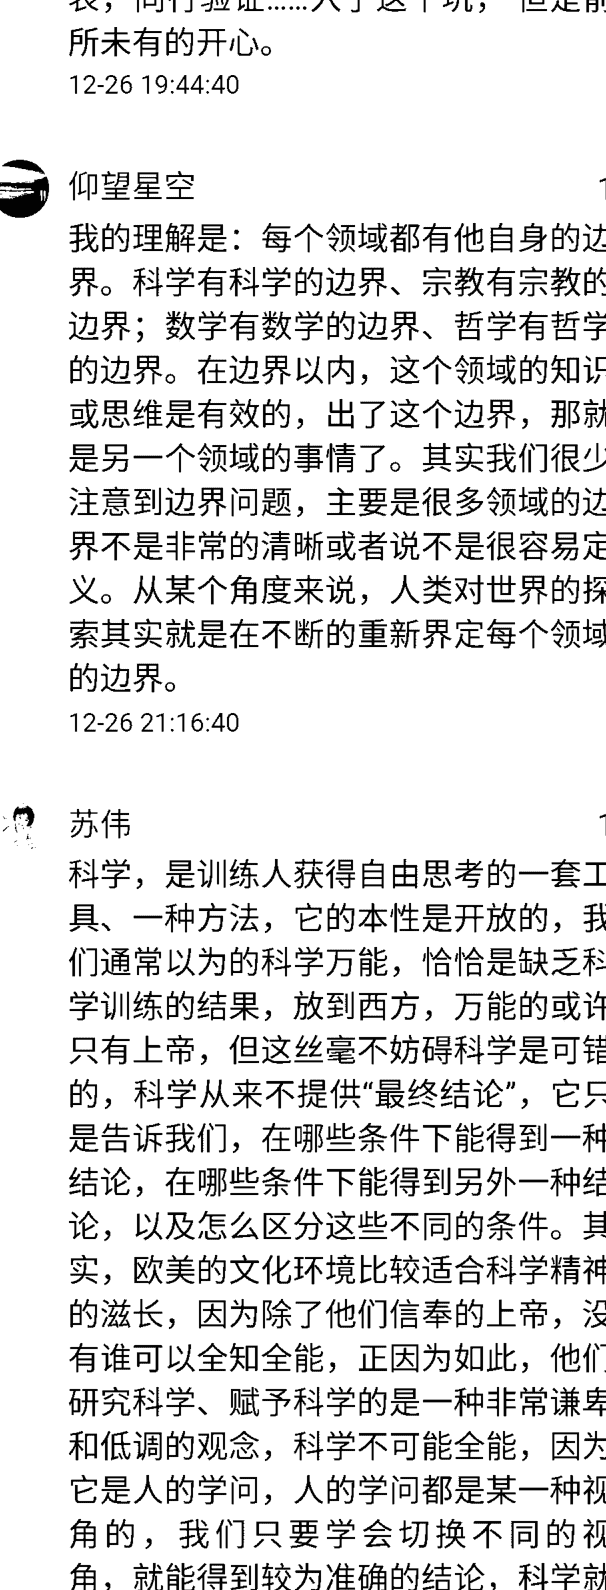 所未有的开心。
12-26 19:44:40
仰望星空
我的理解是：每个领域都有他自身的边
界。科学有科学的边界、宗教有宗教的
边界；数学有数学的边界、哲学有哲学
的边界。在边界以内，这个领域的知识
或思维是有效的，出了这个边界，那就
是另一个领域的事情了。其实我们很少
注意到边界问题，主要是很多领域的边
界不是非常的清晰或者说不是很容易定
义。从某个角度来说，人类对世界的探
索其实就是在不断的重新界定每个领域
的边界。
12-26 21:16:40
苏伟
科学，是训练人获得自由思考的一套工
具、一种方法，它的本性是开放的，我
们通常以为的科学万能，恰恰是缺乏科
学训练的结果，放到西方，万能的或许
只有上帝，但这丝毫不妨碍科学是可错
的，科学从来不提供“最终结论”，它只
是告诉我们，在哪些条件下能得到一种
结论，在哪些条件下能得到另外一种结
论，以及怎么区分这些不同的条件。其
实，欧美的文化环境比较适合科学精神
的滋长，因为除了他们信奉的上帝，没
有谁可以全知全能，正因为如此，他们
研究科学、赋予科学的是一种非常谦卑
和低调的观念，科学不可能全能，因为
它是人的学问，人的学问都是某一种视
角的，我们只要学会切换不同的视
角，就能得到较为准确的结论，科学就